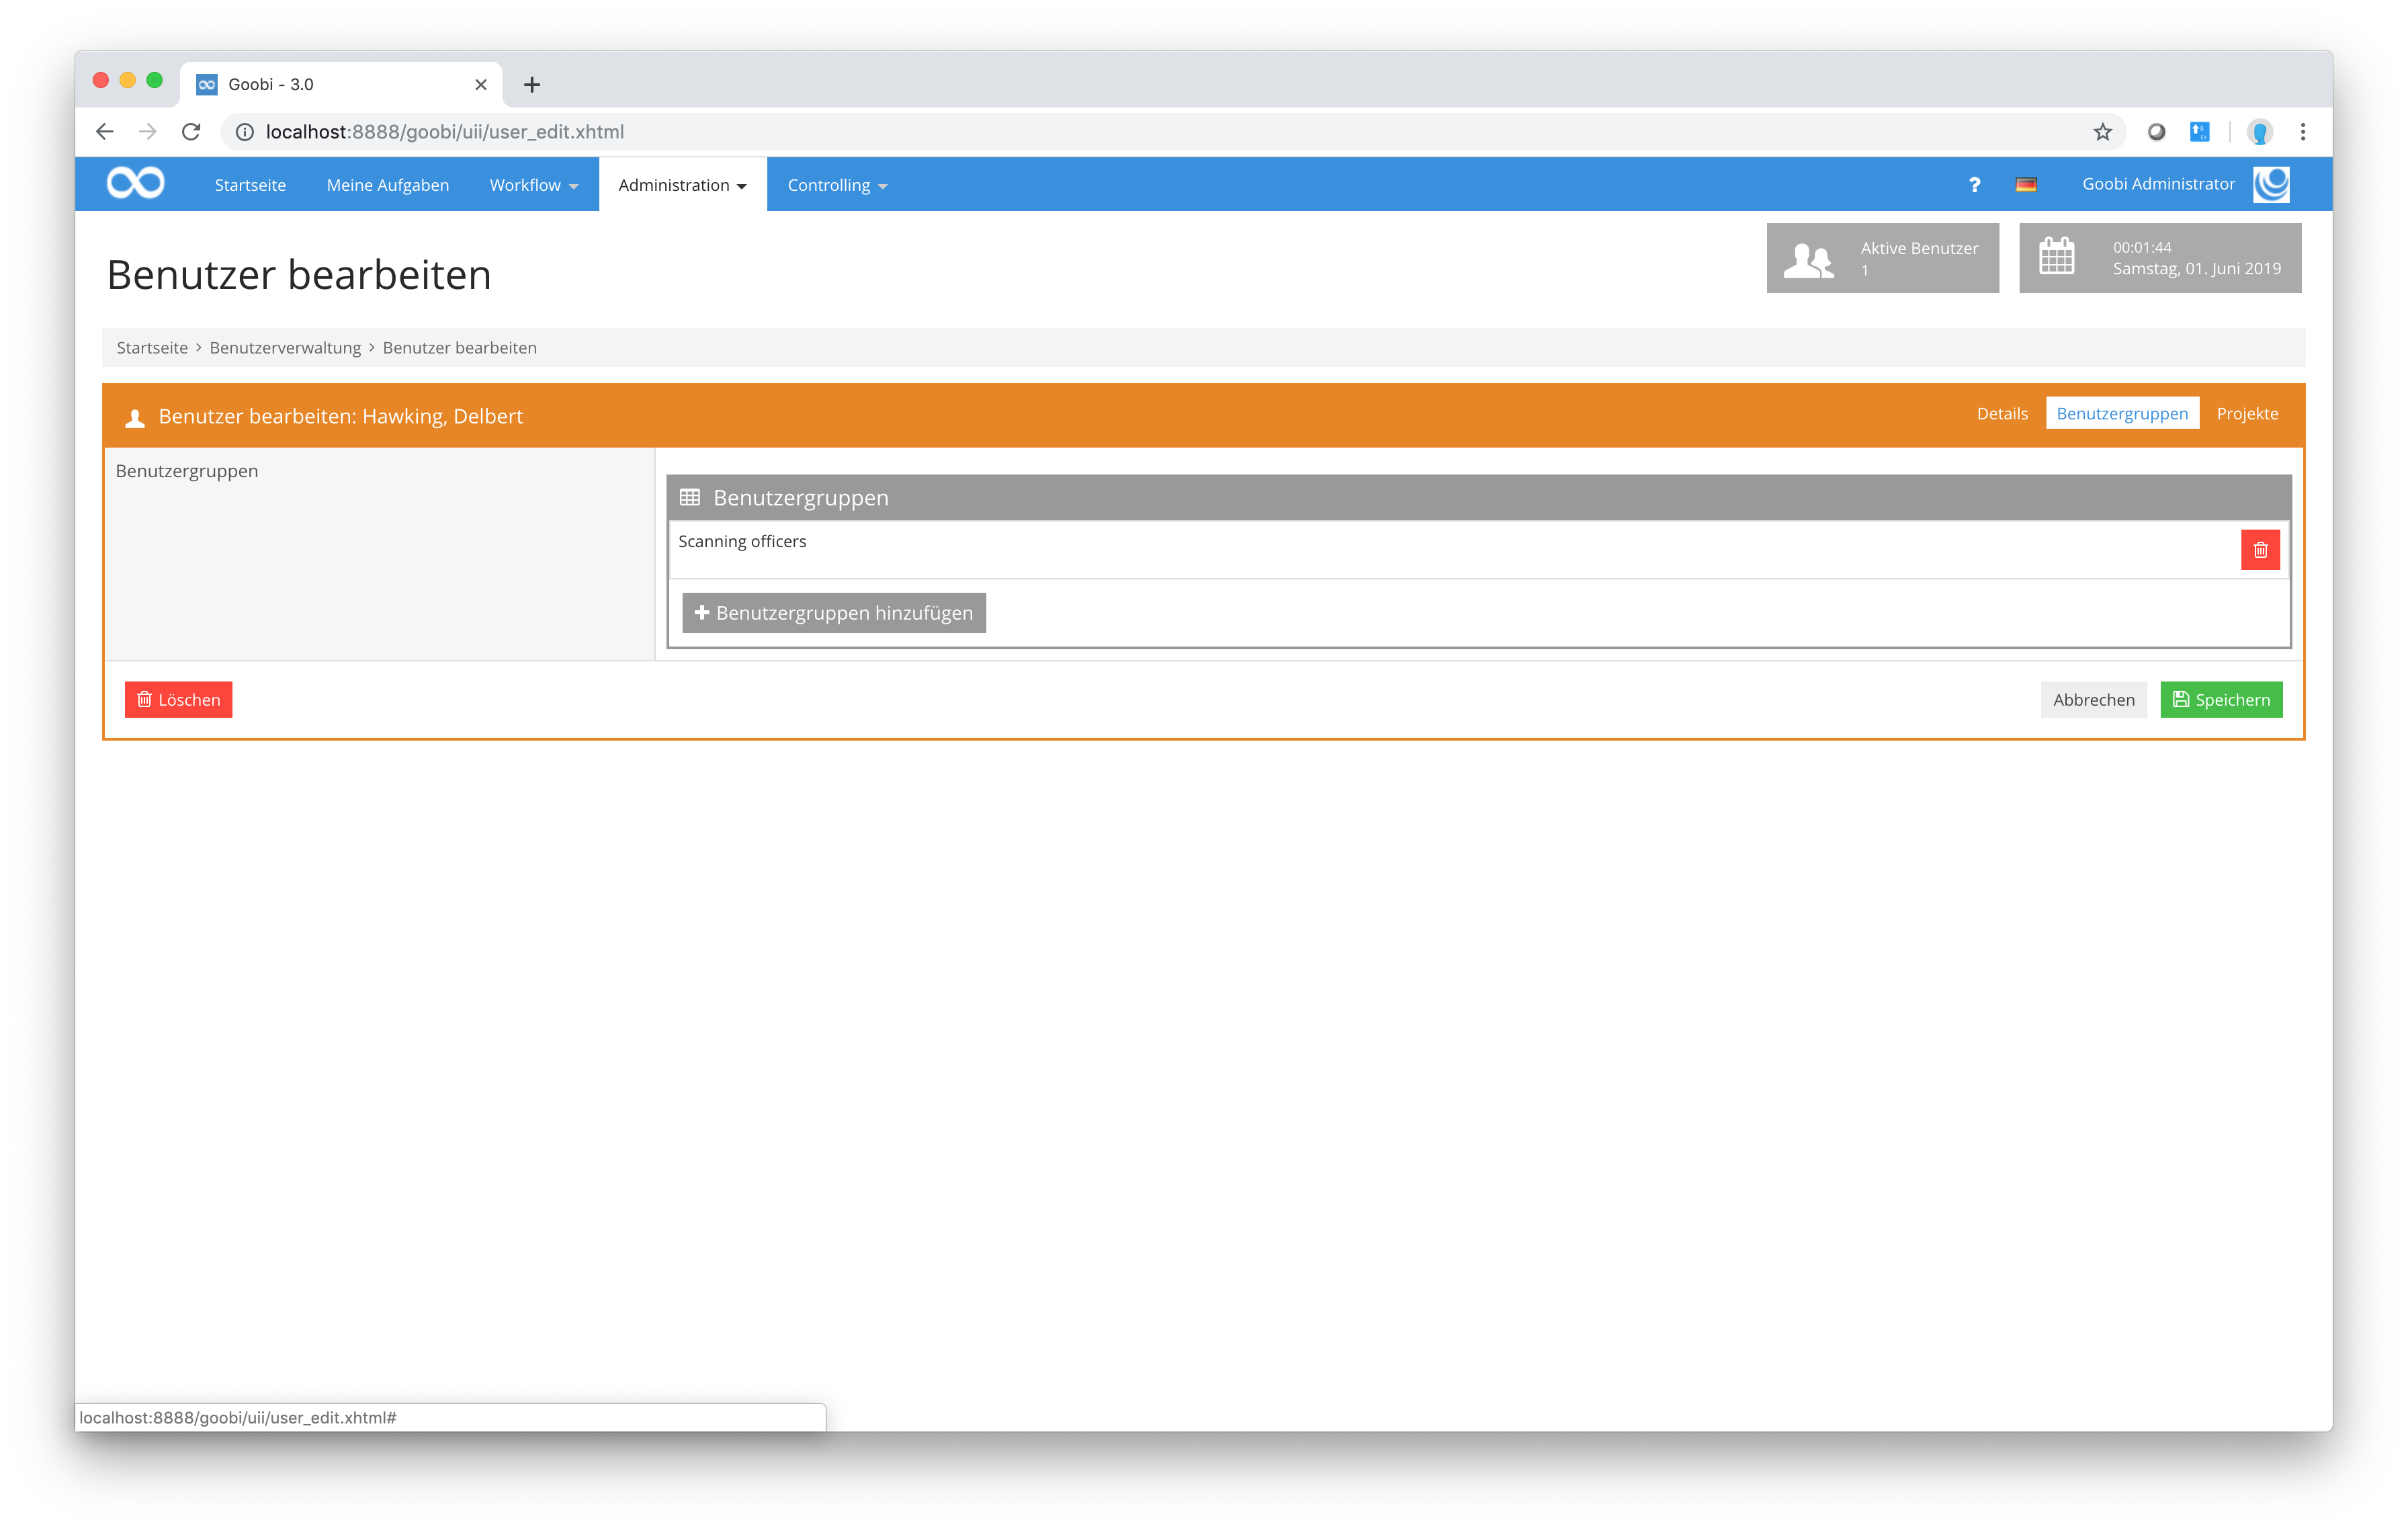 Goobi - 3.0
localhost:8888/goobi/uii/user_edit.xhtml
Startseite Meine Aufgaben Workflow Administration Controlling ? Goobi Administrator
Benutzer bearbeiten
Aktive Benutzer
1
00:01:44
Samstag, 01. Juni 2019
Startseite > Benutzerverwaltung > Benutzer bearbeiten
Benutzer bearbeiten: Hawking, Delbert
Details Benutzergruppen Projekte
Benutzergruppen
Benutzergruppen
Scanning officers
Benutzergruppen hinzufügen
Löschen
Abbrechen Speichern
localhost:8888/goobi/uii/user_edit.xhtml#